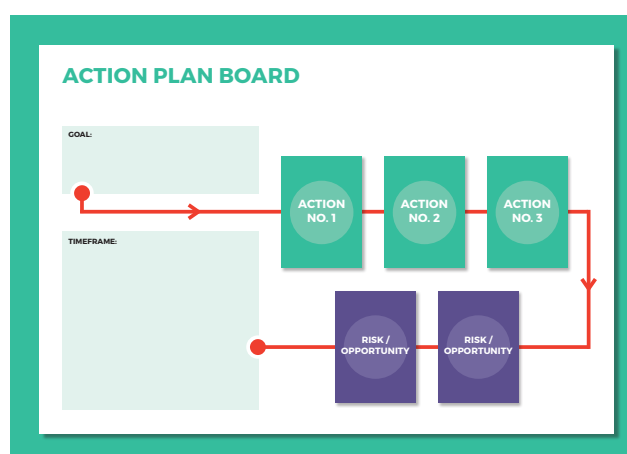 ACTION PLAN BOARD
GOAL:
ACTION
NO. 1
ACTION
NO. 2
ACTION
NO. 3
TIMEFRAME:
RISK /
OPPORTUNITY
RISK /
OPPORTUNITY